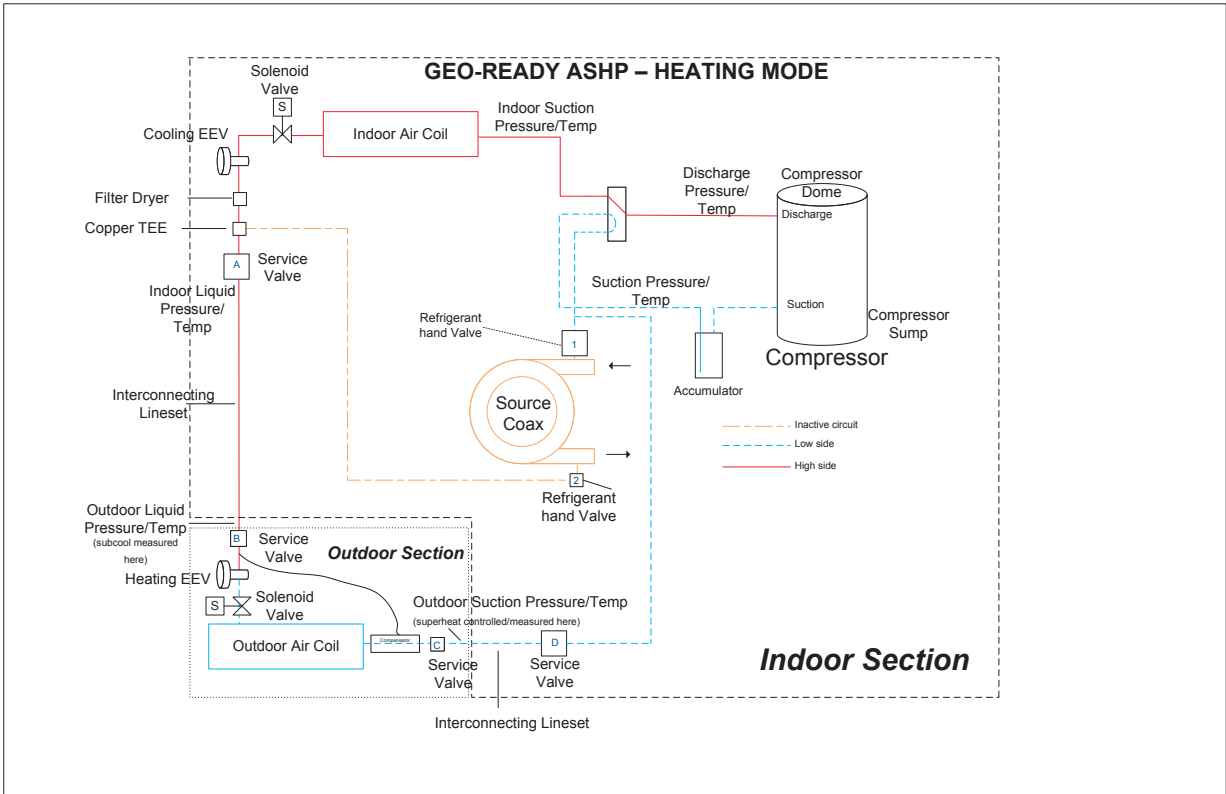 GEO-READY ASHP – HEATING MODE
Solenoid
Valve
S
Cooling EEV
Indoor Air Coil
Indoor Suction
Pressure/Temp
Filter Dryer
Copper TEE
A
Service
Valve
Indoor Liquid
Pressure/
Temp
Discharge
Pressure/
Temp
Compressor
Dome
Discharge
Suction
Compressor
Sump
Compressor
Suction Pressure/
Temp
Accumulator
Refrigerant
hand Valve
1
Source
Coax
2
Refrigerant
hand Valve
Inactive circuit
Low side
High side
Interconnecting
Lineset
Outdoor Liquid
Pressure/Temp
(subcool measured
here)
B
Service
Valve
Outdoor Section
Heating EEV
S
Solenoid
Valve
Outdoor Air Coil
Compensator
C
Service
Valve
Outdoor Suction Pressure/Temp
(superheat controlled/measured here)
D
Service
Valve
Interconnecting Lineset
Indoor Section